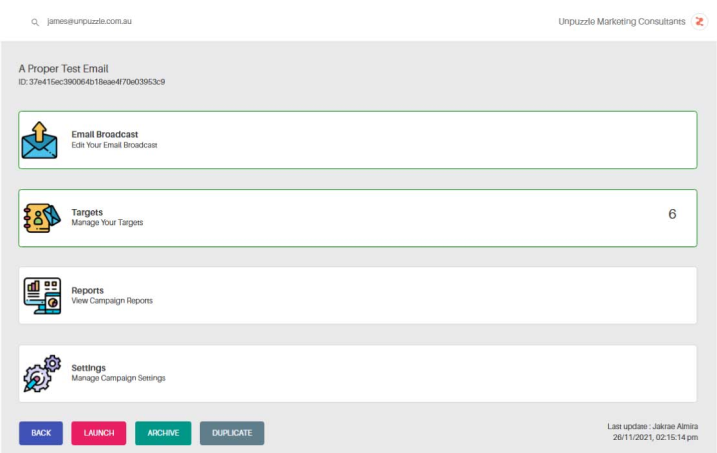 james@unpuzzle.com.au
Unpuzzle Marketing Consultants
A Proper Test Email
ID: 37e415ec390064b18eae4f70e03953c9
Email Broadcast
Edit Your Email Broadcast
Targets
Manage Your Targets
6
Reports
View Campaign Reports
Settings
Manage Campaign Settings
BACK
LAUNCH
ARCHIVE
DUPLICATE
Last update : Jakrae Almira
26/11/2021, 02:15:14 pm